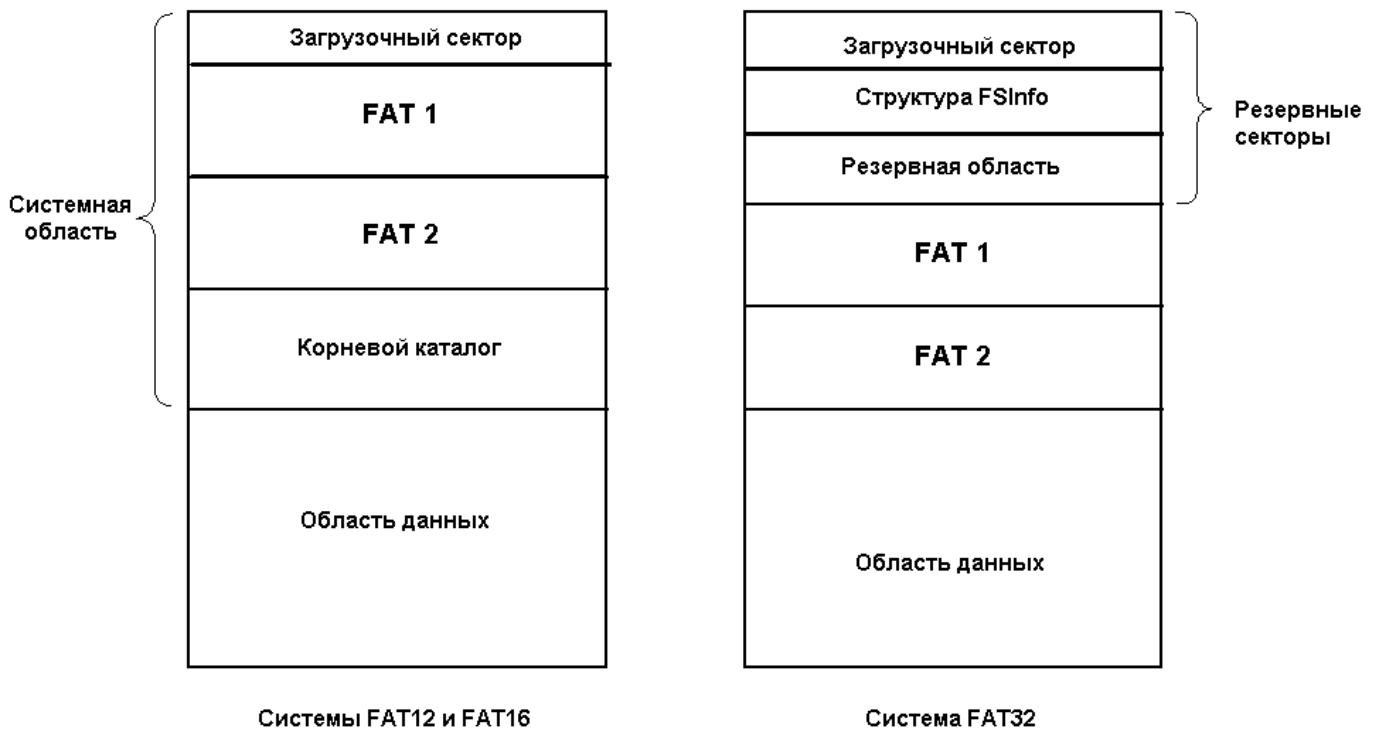 Системная
область
Загрузочный сектор
FAT 1
FAT 2
Корневой каталог
Область данных
Системы FAT12 и FAT16
Загрузочный сектор
Структура FSInfo
Резервная область
FAT 1
FAT 2
Область данных
Система FAT32
Резервные
секторы